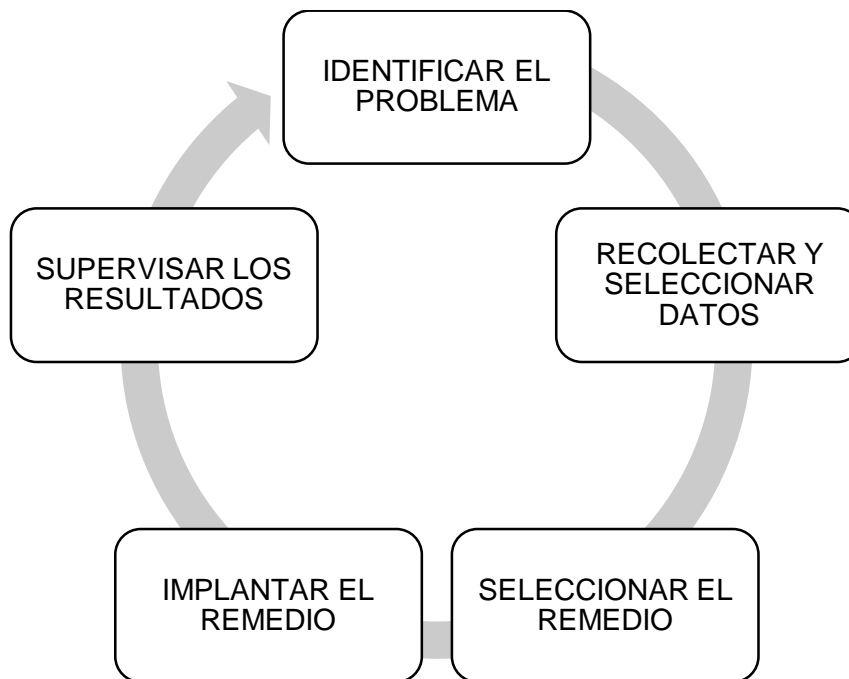 IDENTIFICAR EL
PROBLEMA
RECOLECTAR Y
SELECCIONAR
DATOS
SELECCIONAR EL
REMEDIO
IMPLANTAR EL
REMEDIO
SUPERVISAR LOS
RESULTADOS